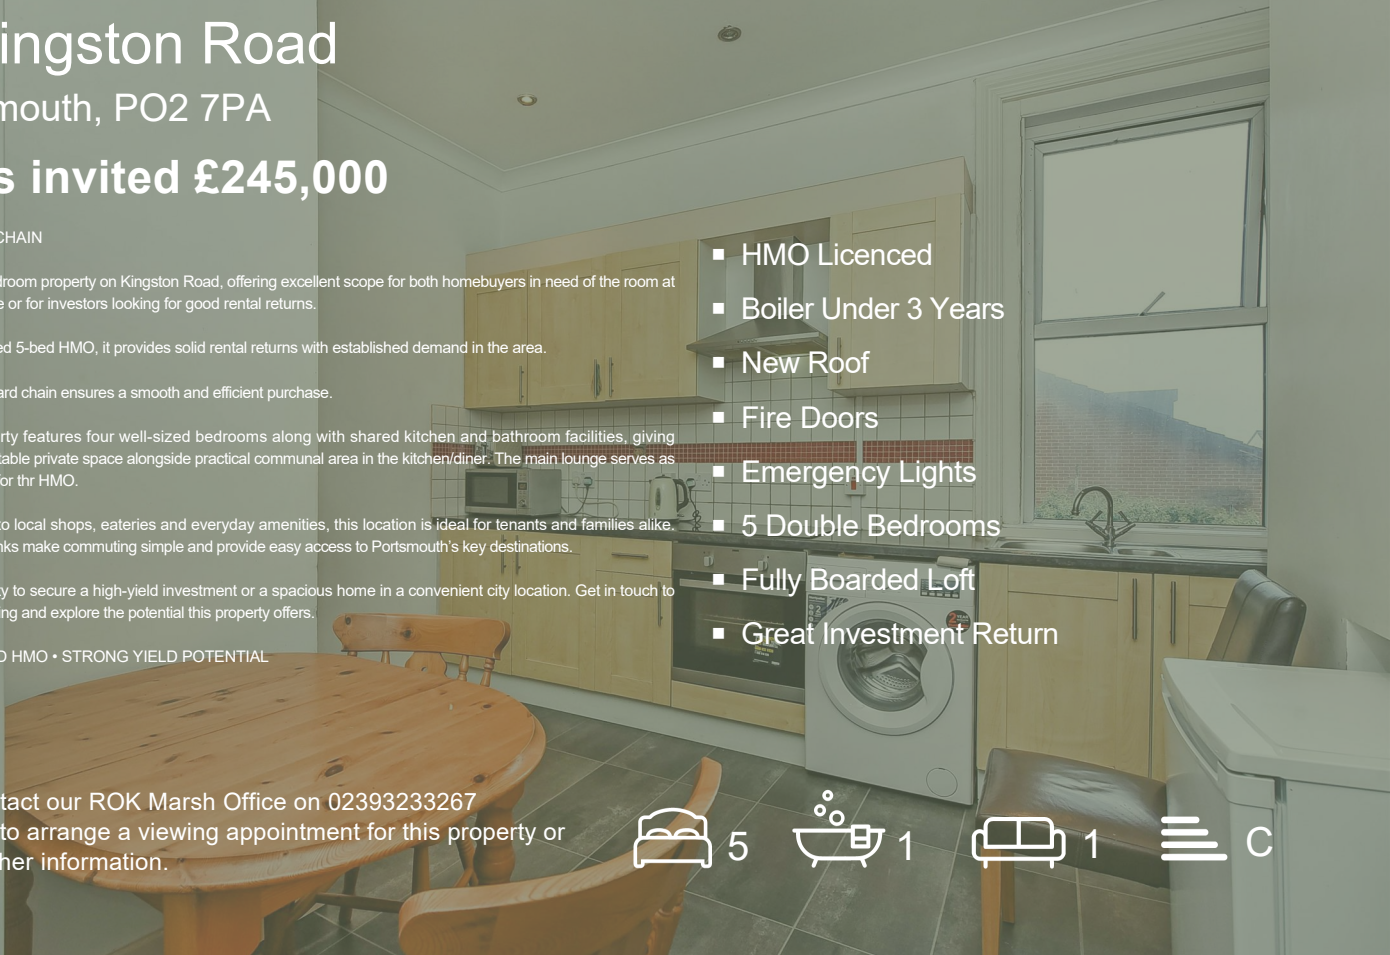 ingston Road
mouth, PO2 7PA
s invited £245,000
CHAIN
droom property on Kingston Road, offering excellent scope for both homebuyers in need of the room at
e or for investors looking for good rental returns.
ed 5-bed HMO, it provides solid rental returns with established demand in the area.
ard chain ensures a smooth and efficient purchase.
rty features four well-sized bedrooms along with shared kitchen and bathroom facilities, giving
table private space alongside practical communal area in the kitchen/diner. The main lounge serves as
for thr HMO.
to local shops, eateries and everyday amenities, this location is ideal for tenants and families alike.
nks make commuting simple and provide easy access to Portsmouth's key destinations.
ty to secure a high-yield investment or a spacious home in a convenient city location. Get in touch to
ing and explore the potential this property offers.
D HMO • STRONG YIELD POTENTIAL
▪ HMO Licenced
▪ Boiler Under 3 Years
▪ New Roof
▪ Fire Doors
▪ Emergency Lights
▪ 5 Double Bedrooms
▪ Fully Boarded Loft
▪ Great Investment Return
tact our ROK Marsh Office on 02393233267
to arrange a viewing appointment for this property or
her information.
5 1 1 C